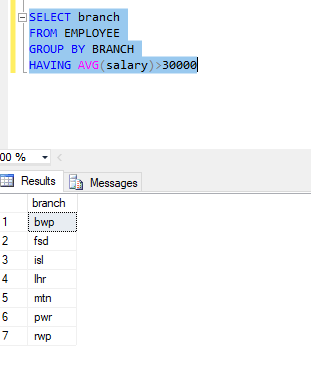 SELECT branch
FROM EMPLOYEE
GROUP BY BRANCH
HAVING AVG(salary)>30000
00 %
Results Messages
branch
1 bwp
2 fsd
3 isl
4 lhr
5 mtn
6 pwr
7 rwp